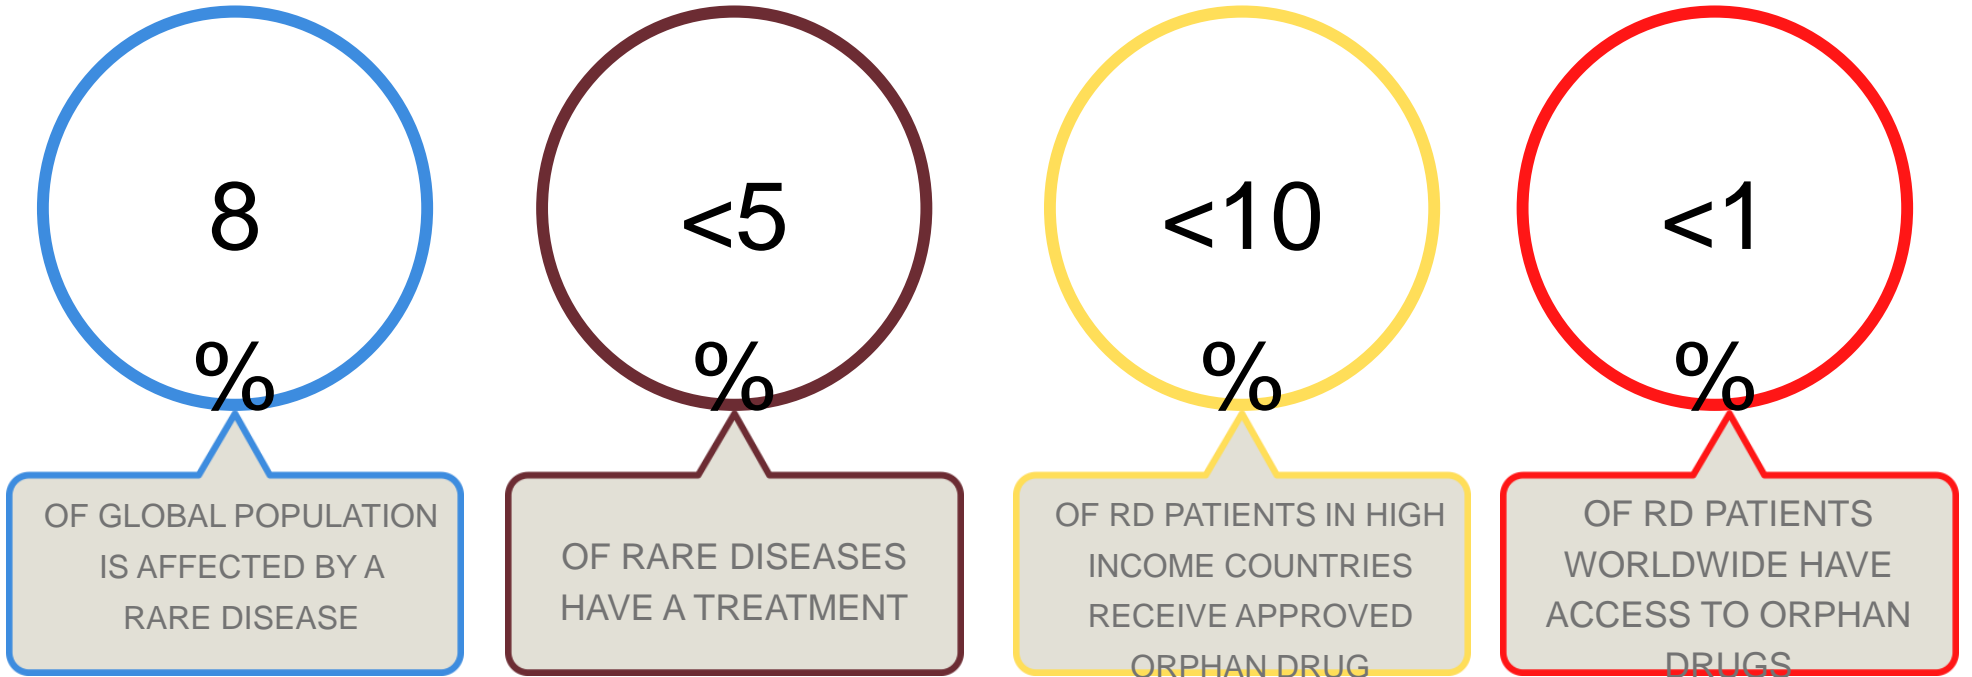 8
%
OF GLOBAL POPULATION
IS AFFECTED BY A
RARE DISEASE
<5
%
OF RARE DISEASES
HAVE A TREATMENT
<10
%
OF RD PATIENTS IN HIGH
INCOME COUNTRIES
RECEIVE APPROVED
ORPHAN DRUG
<1
%
OF RD PATIENTS
WORLDWIDE HAVE
ACCESS TO ORPHAN
DRUGS